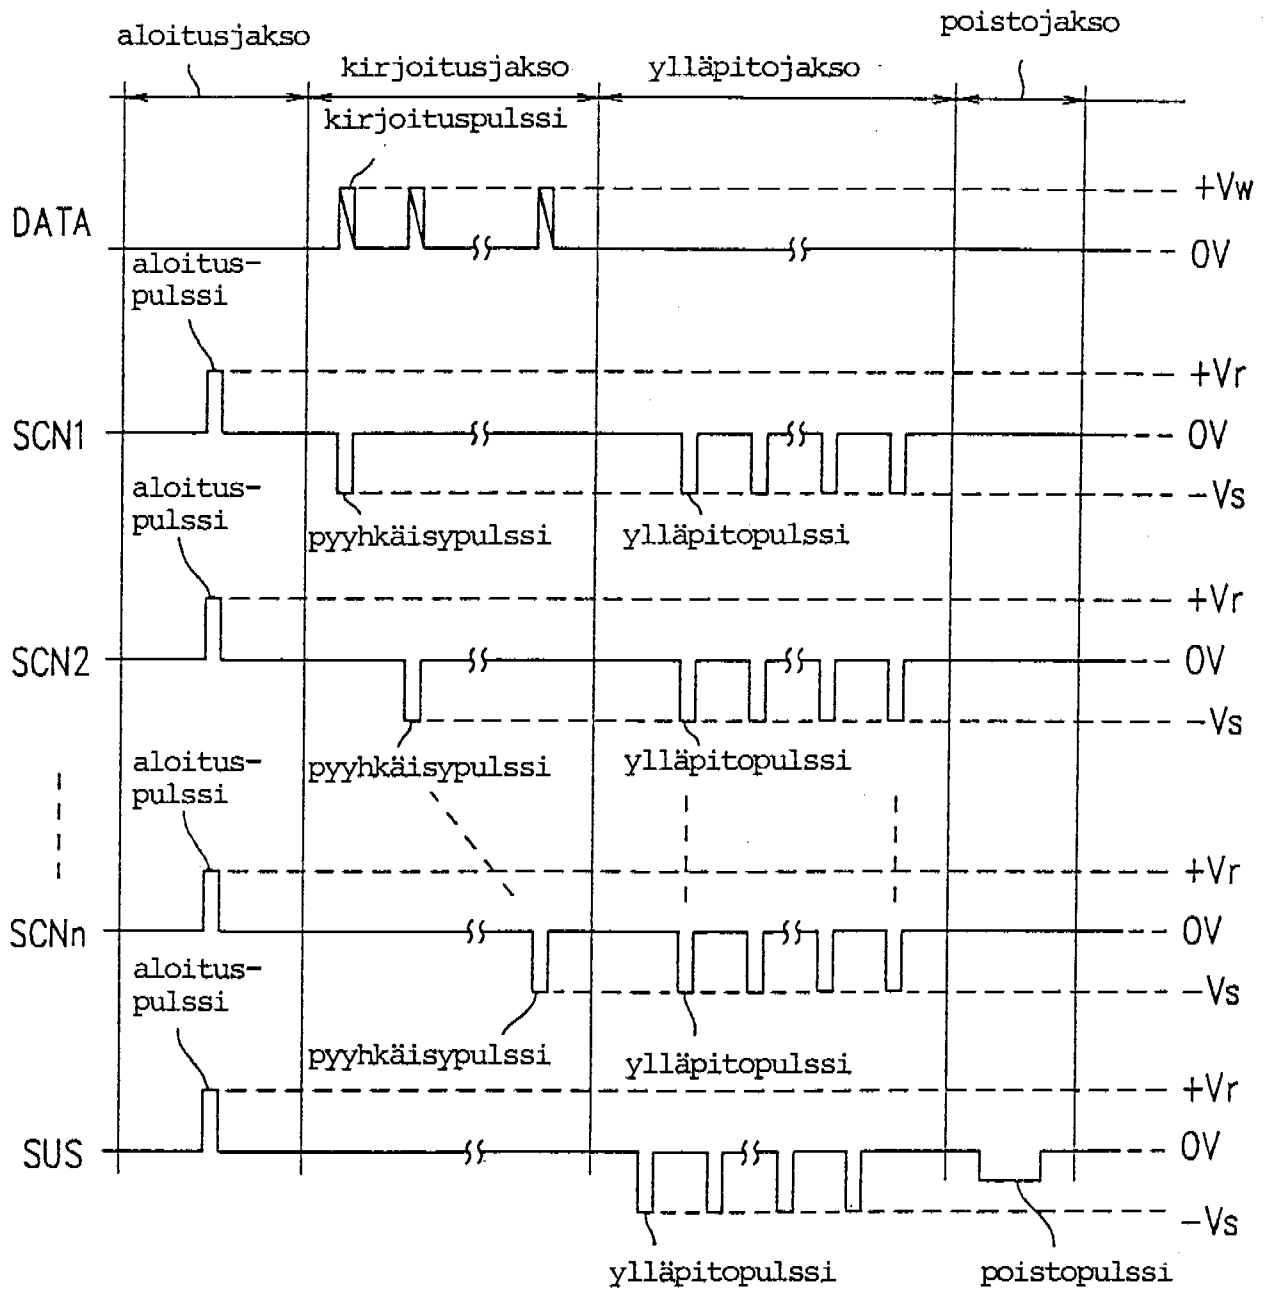 aloitusjakso
kirjoitusjakso
ylläpitojakso
poistojakso
kirjoituspulssi
DATA
+Vw
0V
aloitus-
pulssi
+Vr
SCN1
0V
-Vs
pyyhkäisypulssi
ylläpitopulssi
aloitus-
pulssi
+Vr
SCN2
0V
-Vs
pyyhkäisypulssi
ylläpitopulssi
aloitus-
pulssi
+Vr
SCNn
0V
-Vs
pyyhkäisypulssi
ylläpitopulssi
aloitus-
pulssi
+Vr
SUS
0V
-Vs
ylläpitopulssi
poistopulssi